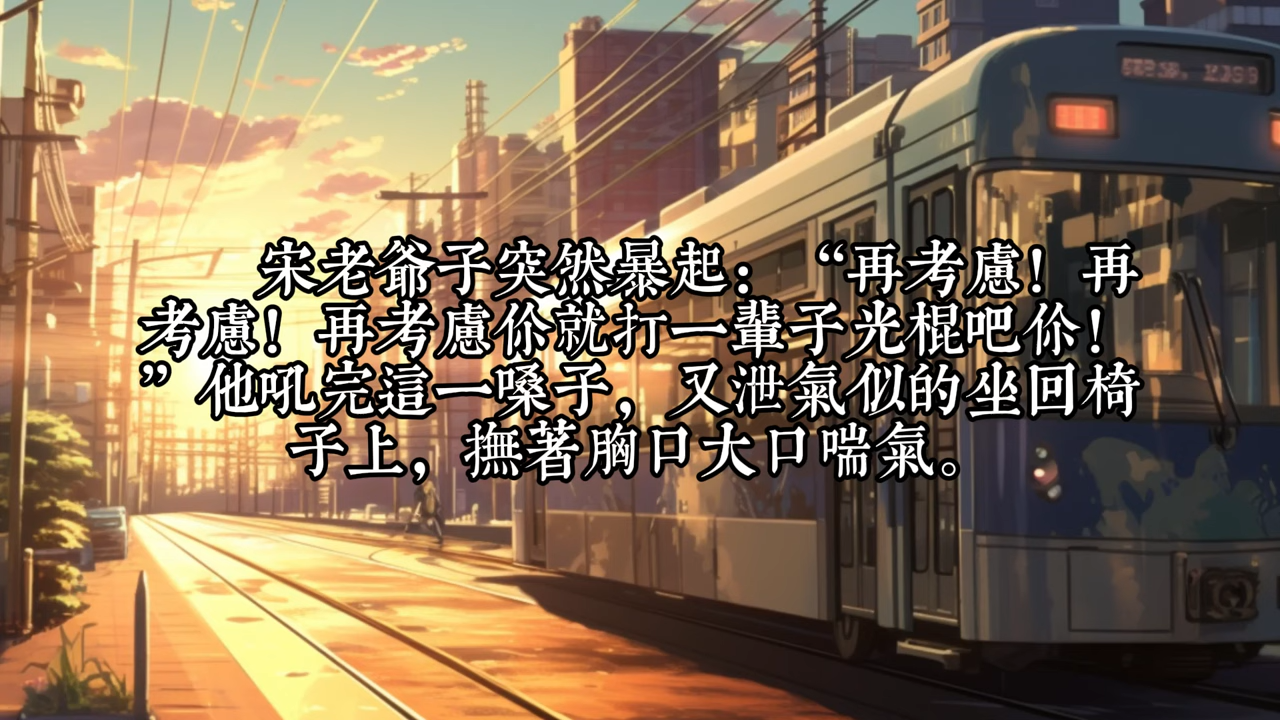 宋老爺子突然暴起：“再考慮！再
考慮！再考慮你就打一輩子光棍吧你！
”他吼完這一嗓子，又泄氣似的坐回椅
子上，撫著胸口大口喘氣。